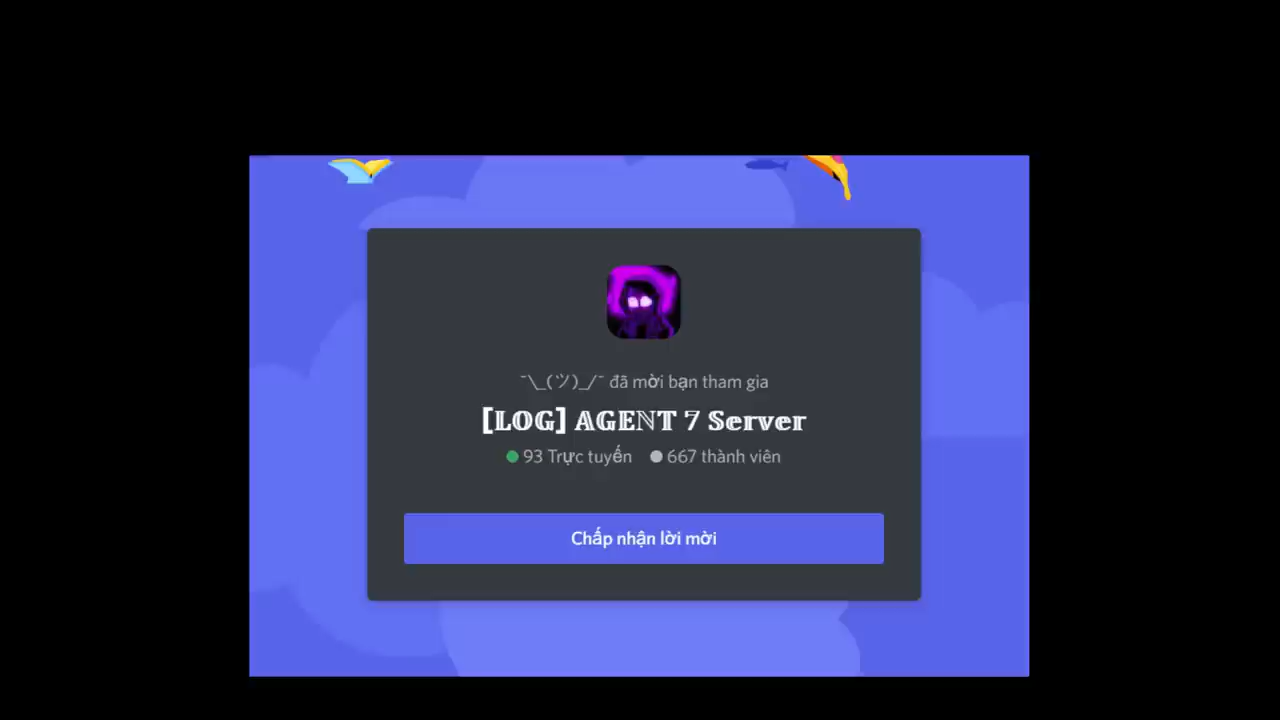 ¯\_(ツ)_/¯ đã mời bạn tham gia
[LOG] AGENT 7 Server
93 Trực tuyến 667 thành viên
Chấp nhận lời mời